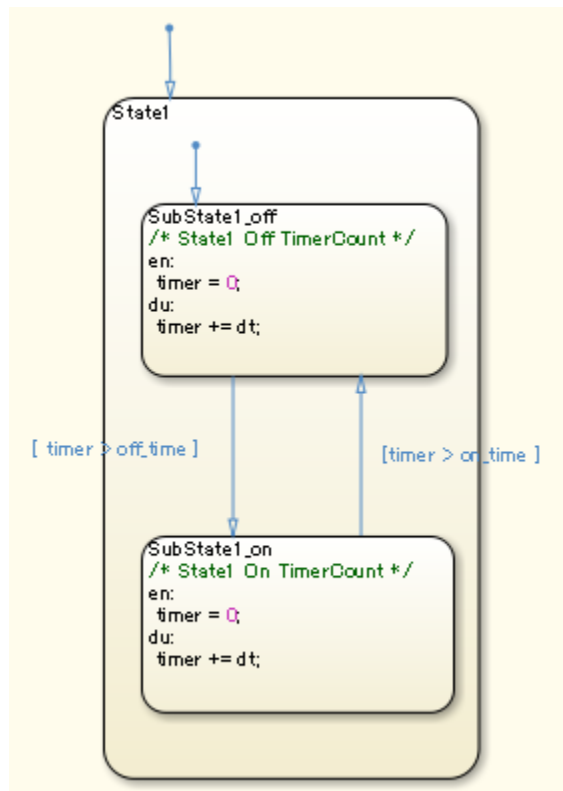 State1
SubState1_off
/* State1 Off TimerCount */
en:
timer = 0;
du:
timer += dt;
[ timer > off_time ]
[timer > on_time ]
SubState1_on
/* State1 On TimerCount */
en:
timer = 0;
du:
timer += dt;